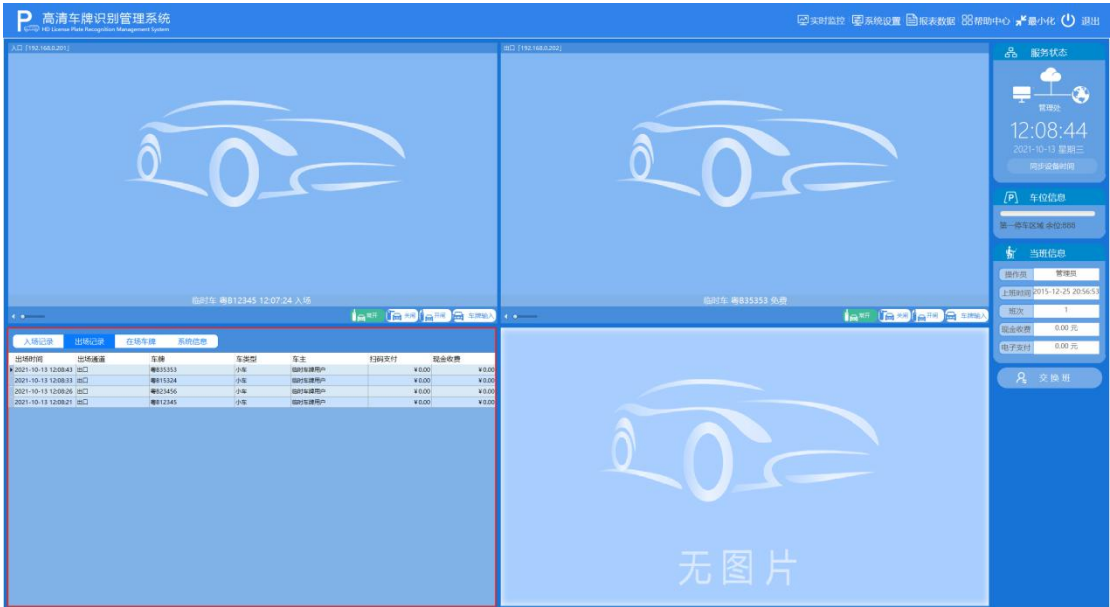 高清车牌识别管理系统
HD License Plate Recognition Management System
实时监控 系统设置 报表数据 帮助中心 最小化 退出
入口 [192.168.0.201]
出口 [192.168.0.202]
服务状态
管理处
12:08:44
2021-10-13 星期三
同步设备时间
车位信息
第一停车区域 余位:888
当班信息
操作员 管理员
上班时间 2015-12-25 20:56:53
班次 1
现金收费 0.00 元
电子支付 0.00 元
交 换 班
临时车 粤B12345 12:07:24 入场
临时车 粤B35353 免费
常开 关闸 开闸 车牌输入
常开 关闸 开闸 车牌输入
入场记录 出场记录 在场车牌 系统信息
出场时间 出场通道 车牌 车类型 车主 扫码支付 现金收费
2021-10-13 12:08:43 出口 粤B35353 小车 临时车牌用户 ¥0.00 ¥0.00
2021-10-13 12:08:33 出口 粤B15324 小车 临时车牌用户 ¥0.00 ¥0.00
2021-10-13 12:08:26 出口 粤B23456 小车 临时车牌用户 ¥0.00 ¥0.00
2021-10-13 12:08:21 出口 粤B12345 小车 临时车牌用户 ¥0.00 ¥0.00
无图片